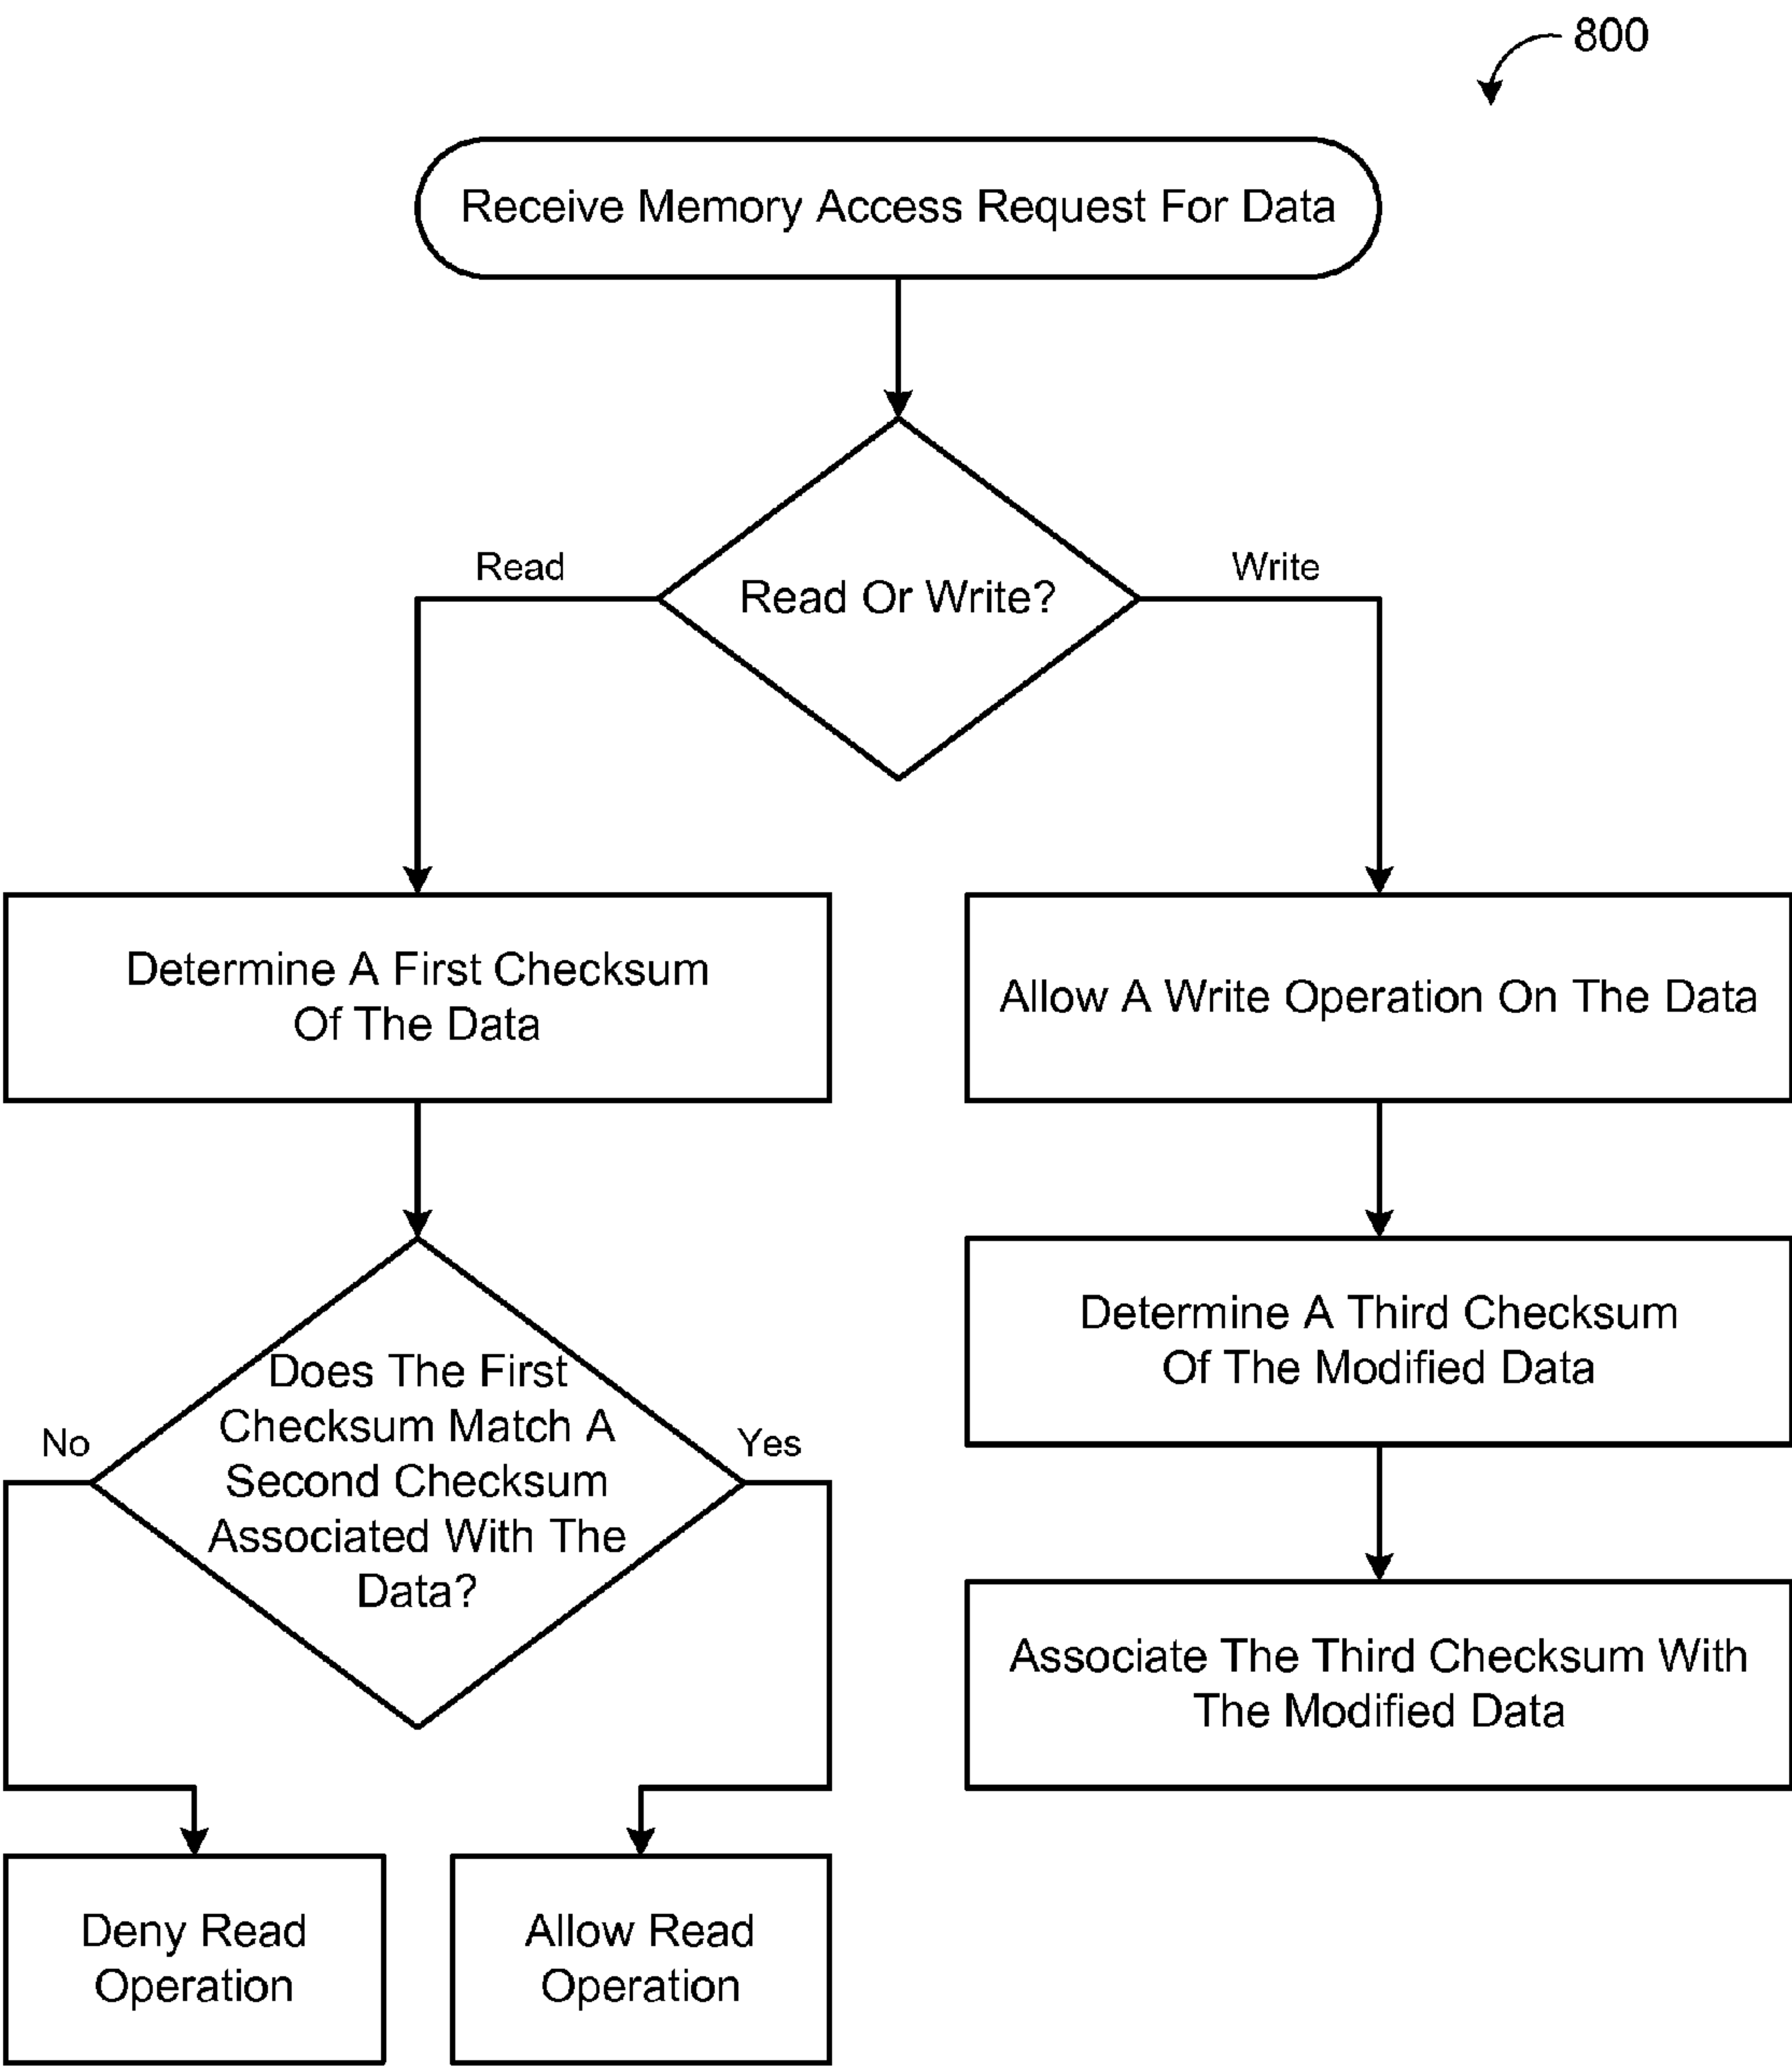 800
Receive Memory Access Request For Data
Read
Read Or Write?
Write
Determine A First Checksum
Of The Data
Allow A Write Operation On The Data
Determine A Third Checksum
Of The Modified Data
Does The First
Checksum Match A
Second Checksum
Associated With The
Data?
No
Yes
Associate The Third Checksum With
The Modified Data
Deny Read
Operation
Allow Read
Operation